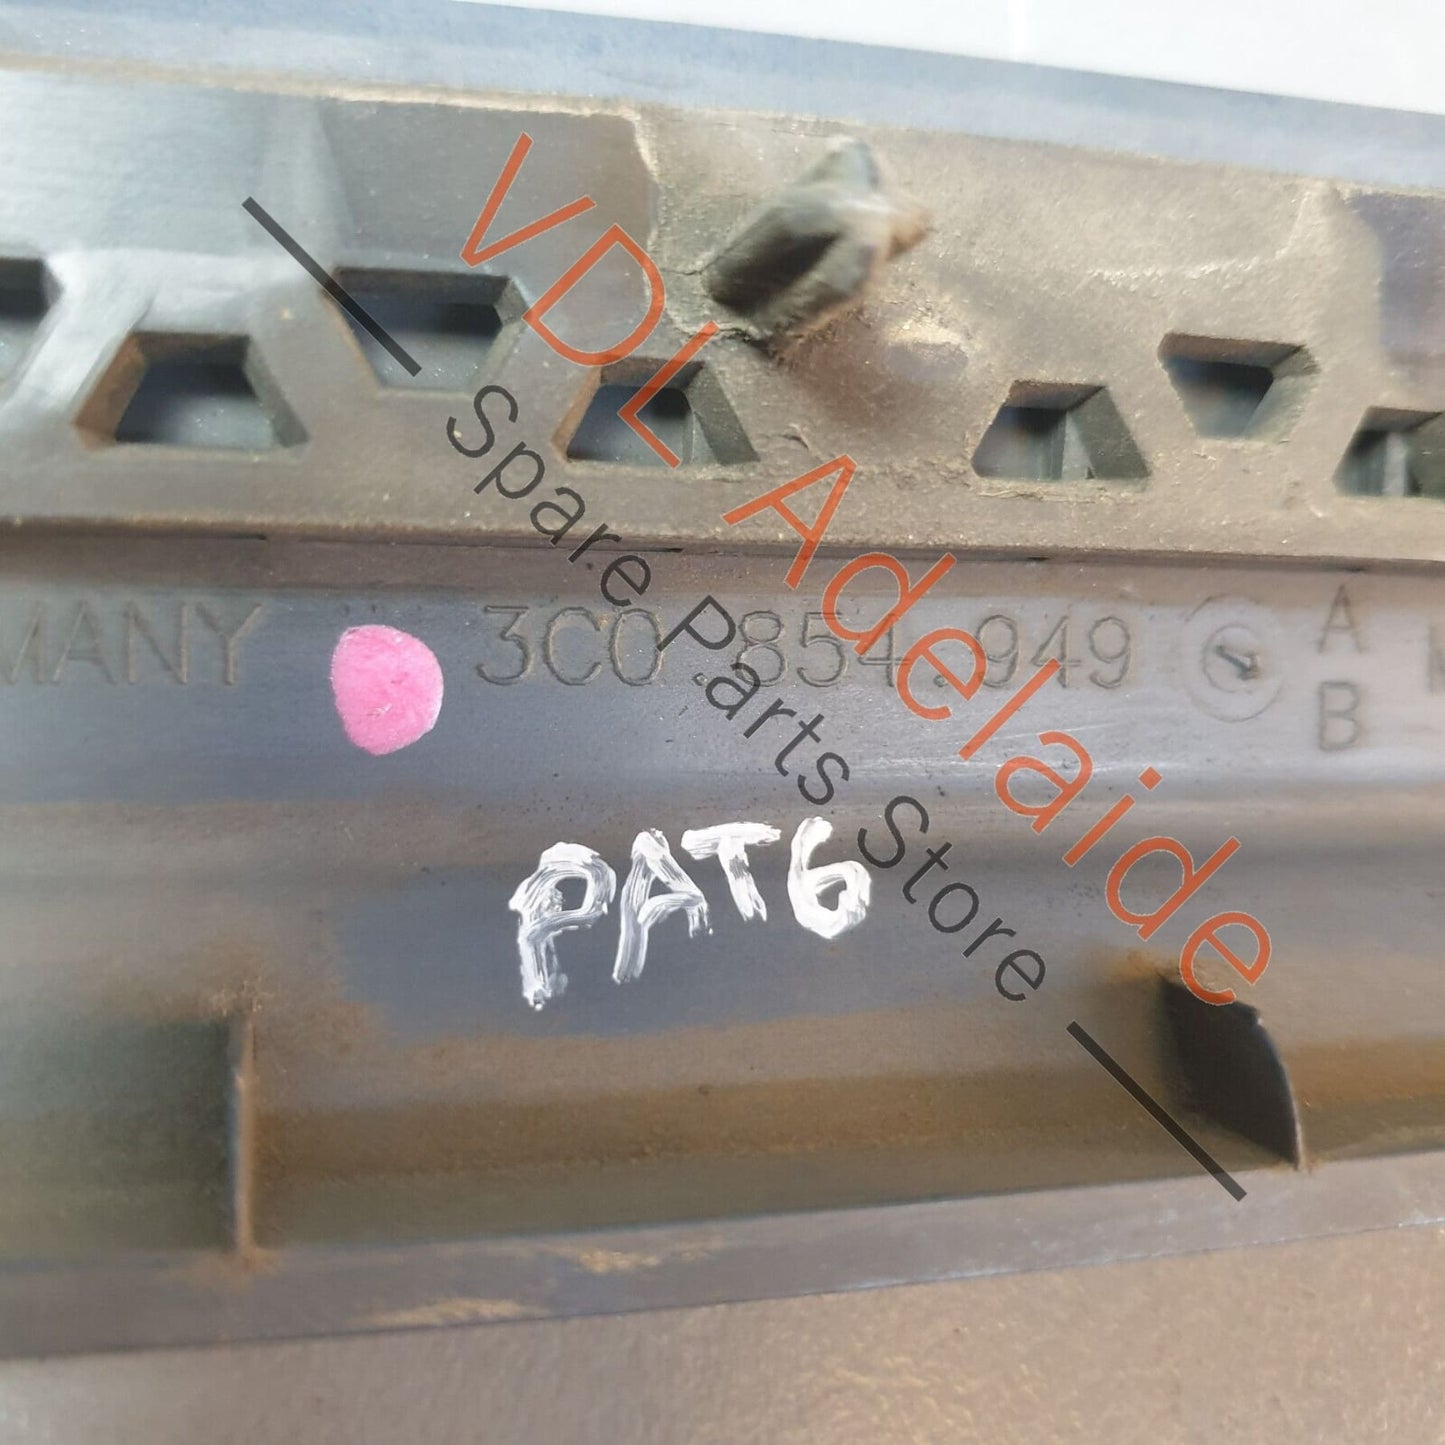 MANY 3C0 854.949 A
B
PAT6
VDL Adelaide
Spare Parts Store